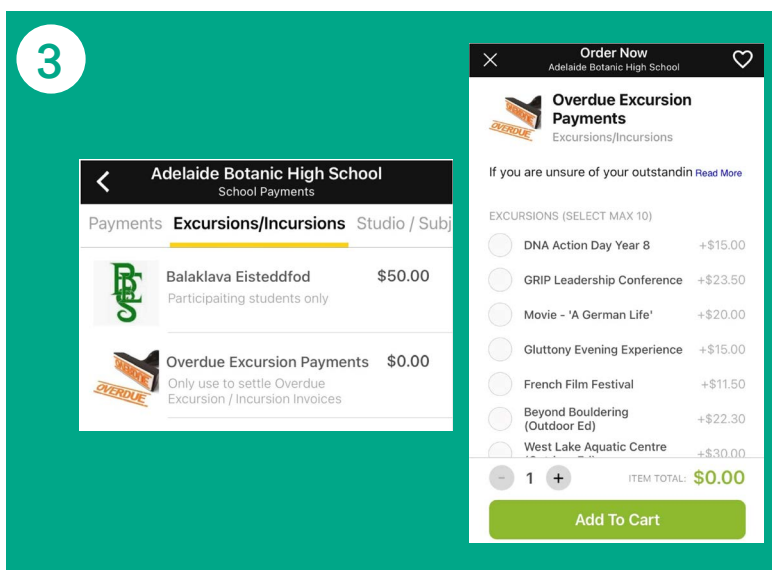 3
Adelaide Botanic High School
School Payments
Payments Excursions/Incursions Studio / Subj
Balaklava Eisteddfod $50.00
Participaiting students only
Overdue Excursion Payments $0.00
Only use to settle Overdue
Excursion / Incursion Invoices
OVERDUE
Order Now
Adelaide Botanic High School
Overdue Excursion
Payments
Excursions/Incursions
OVERDUE
If you are unsure of your outstandin Read More
EXCURSIONS (SELECT MAX 10)
DNA Action Day Year 8 +$15.00
GRIP Leadership Conference +$23.50
Movie - 'A German Life' +$20.00
Gluttony Evening Experience +$15.00
French Film Festival +$11.50
Beyond Bouldering
(Outdoor Ed) +$22.30
West Lake Aquatic Centre +$30.00
- 1 + ITEM TOTAL: $0.00
Add To Cart